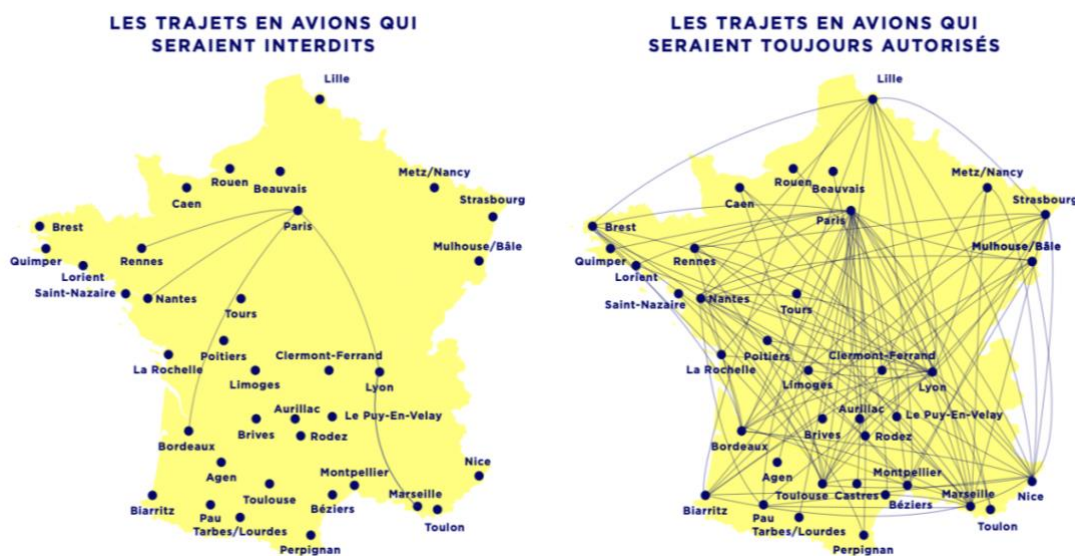 LES TRAJETS EN AVIONS QUI
SERAIENT INTERDITS
Lille
Rouen
Beauvais
Caen
Metz/Nancy
Strasbourg
Paris
Brest
Quimper
Rennes
Mulhouse/Bâle
Lorient
Saint-Nazaire
Nantes
Tours
Poitiers
La Rochelle
Clermont-Ferrand
Limoges
Lyon
Aurillac
Le Puy-En-Velay
Brives
Rodez
Bordeaux
Agen
Montpellier
Nice
Toulouse
Marseille
Biarritz
Pau
Béziers
Toulon
Tarbes/Lourdes
Perpignan
LES TRAJETS EN AVIONS QUI
SERAIENT TOUJOURS AUTORISÉS
Lille
Rouen
Beauvais
Caen
Metz/Nancy
Strasbourg
Paris
Brest
Quimper
Rennes
Mulhouse/Bâle
Lorient
Saint-Nazaire
Nantes
Tours
Poitiers
La Rochelle
Clermont-Ferrand
Limoges
Lyon
Aurillac
Le Puy-En-Velay
Brives
Rodez
Bordeaux
Agen
Montpellier
Nice
Toulouse
Castres
Marseille
Biarritz
Pau
Béziers
Toulon
Tarbes/Lourdes
Perpignan